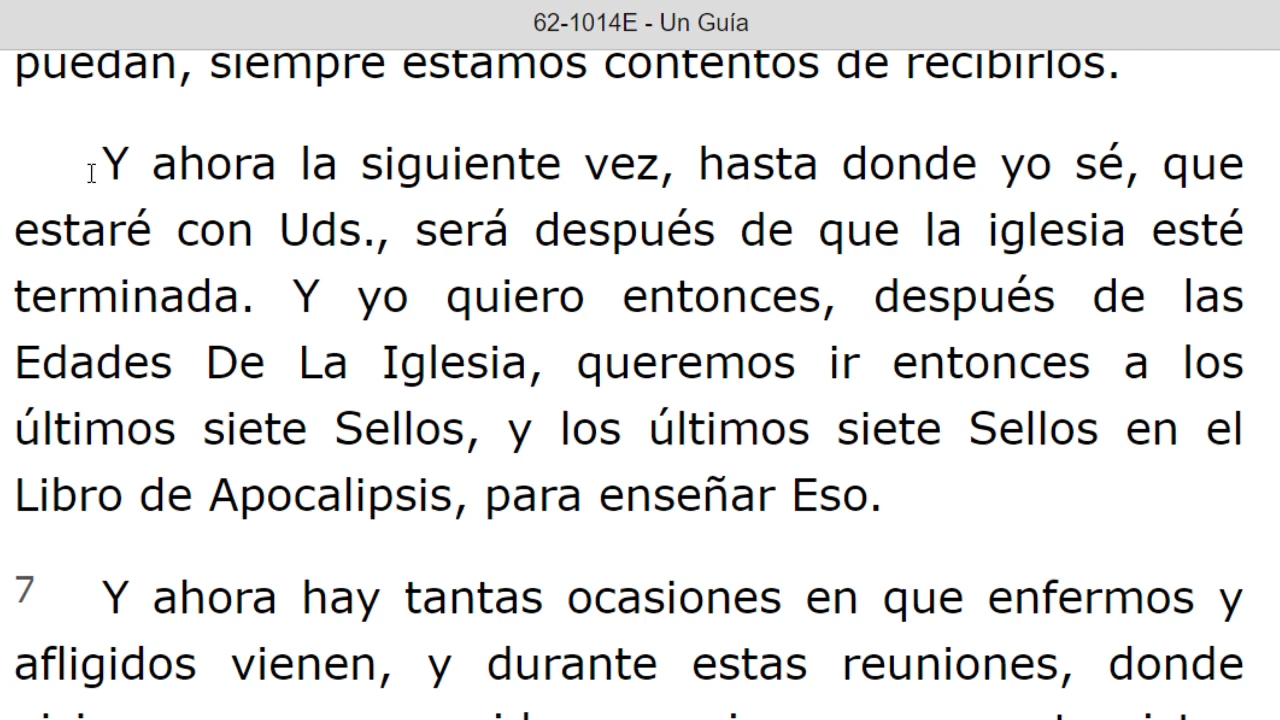 62-1014E - Un Guía
puedan, siempre estamos contentos de recibirlos.
Y ahora la siguiente vez, hasta donde yo sé, que
estaré con Uds., será después de que la iglesia esté
terminada. Y yo quiero entonces, después de las
Edades De La Iglesia, queremos ir entonces a los
últimos siete Sellos, y los últimos siete Sellos en el
Libro de Apocalipsis, para enseñar Eso.
7 Y ahora hay tantas ocasiones en que enfermos y
afligidos vienen, y durante estas reuniones, donde